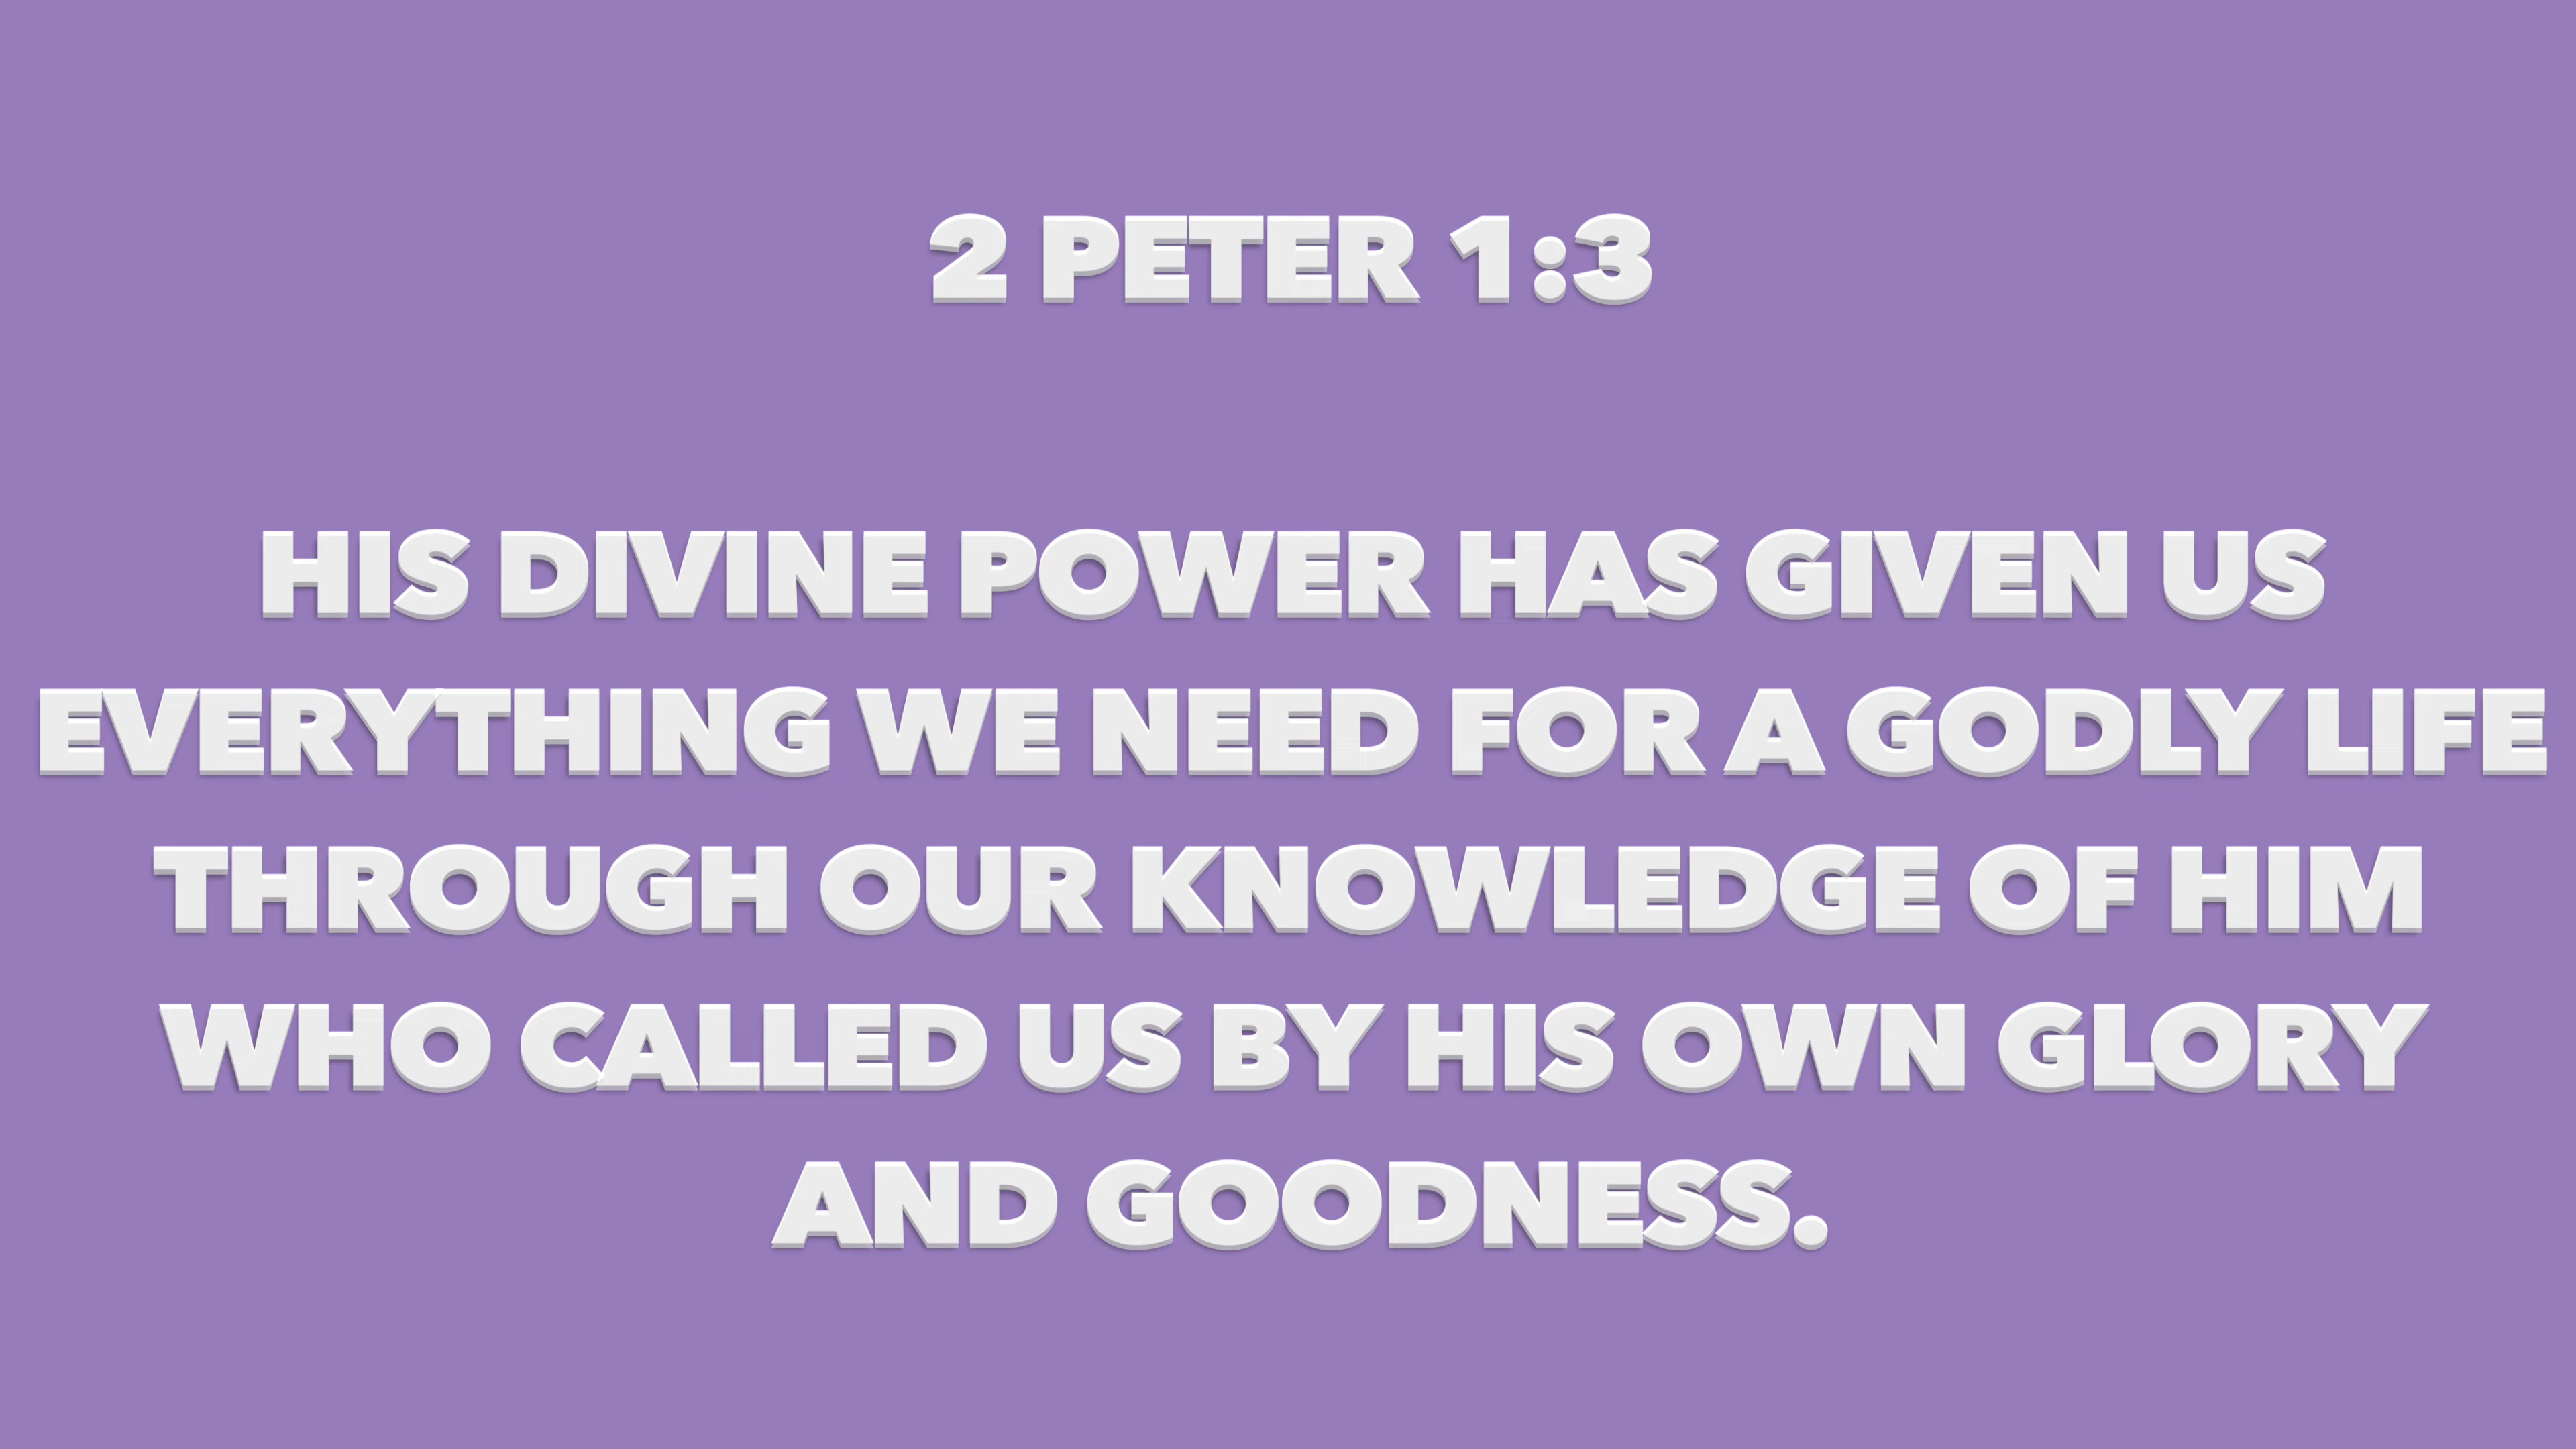 2 PETER 1:3
HIS DIVINE POWER HAS GIVEN US
EVERYTHING WE NEED FOR A GODLY LIFE
THROUGH OUR KNOWLEDGE OF HIM
WHO CALLED US BY HIS OWN GLORY
AND GOODNESS.